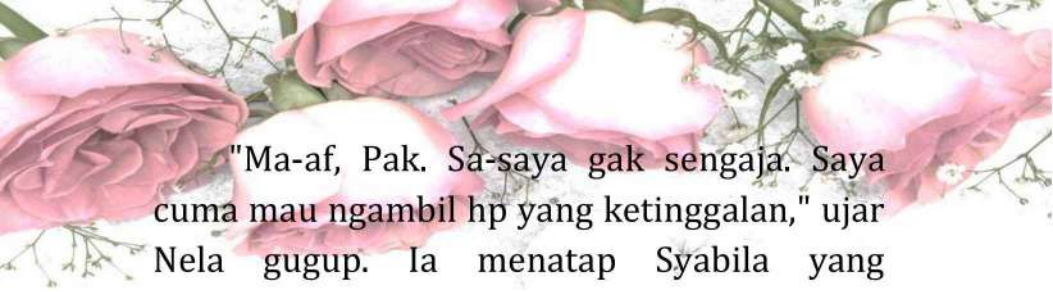 "Ma-af, Pak. Sa-saya gak sengaja. Saya
cuma mau ngambil hp yang ketinggalan," ujar
Nela gugup. Ia menatap Syabila yang